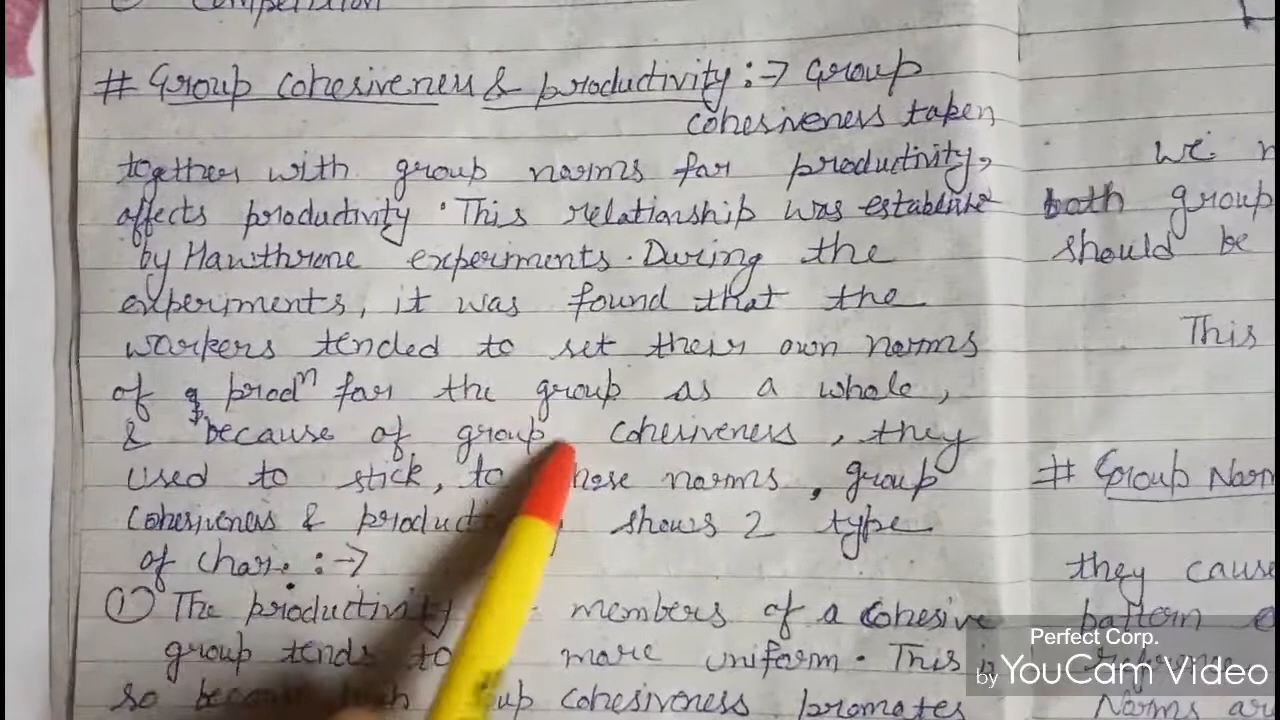 Competition
# Group cohesiveness & productivity :→ Group
cohesiveness taken
together with group norms for productivity,
affects productivity. This relationship was establishe
by Hawthrone experiments. During the
experiments, it was found that the
workers tended to set their own norms
of prodⁿ for the group as a whole,
& because of group cohesiveness, they
used to stick, to norms, group
cohesiveness & shows 2 type
of char. :→
① The productivity members of a cohesive
group tends to more uniform. This is
so cohesiveness promotes
we
both group
should be
This
# Group Norm
they cause
pattern
Norms are
Perfect Corp.
by YouCam Video